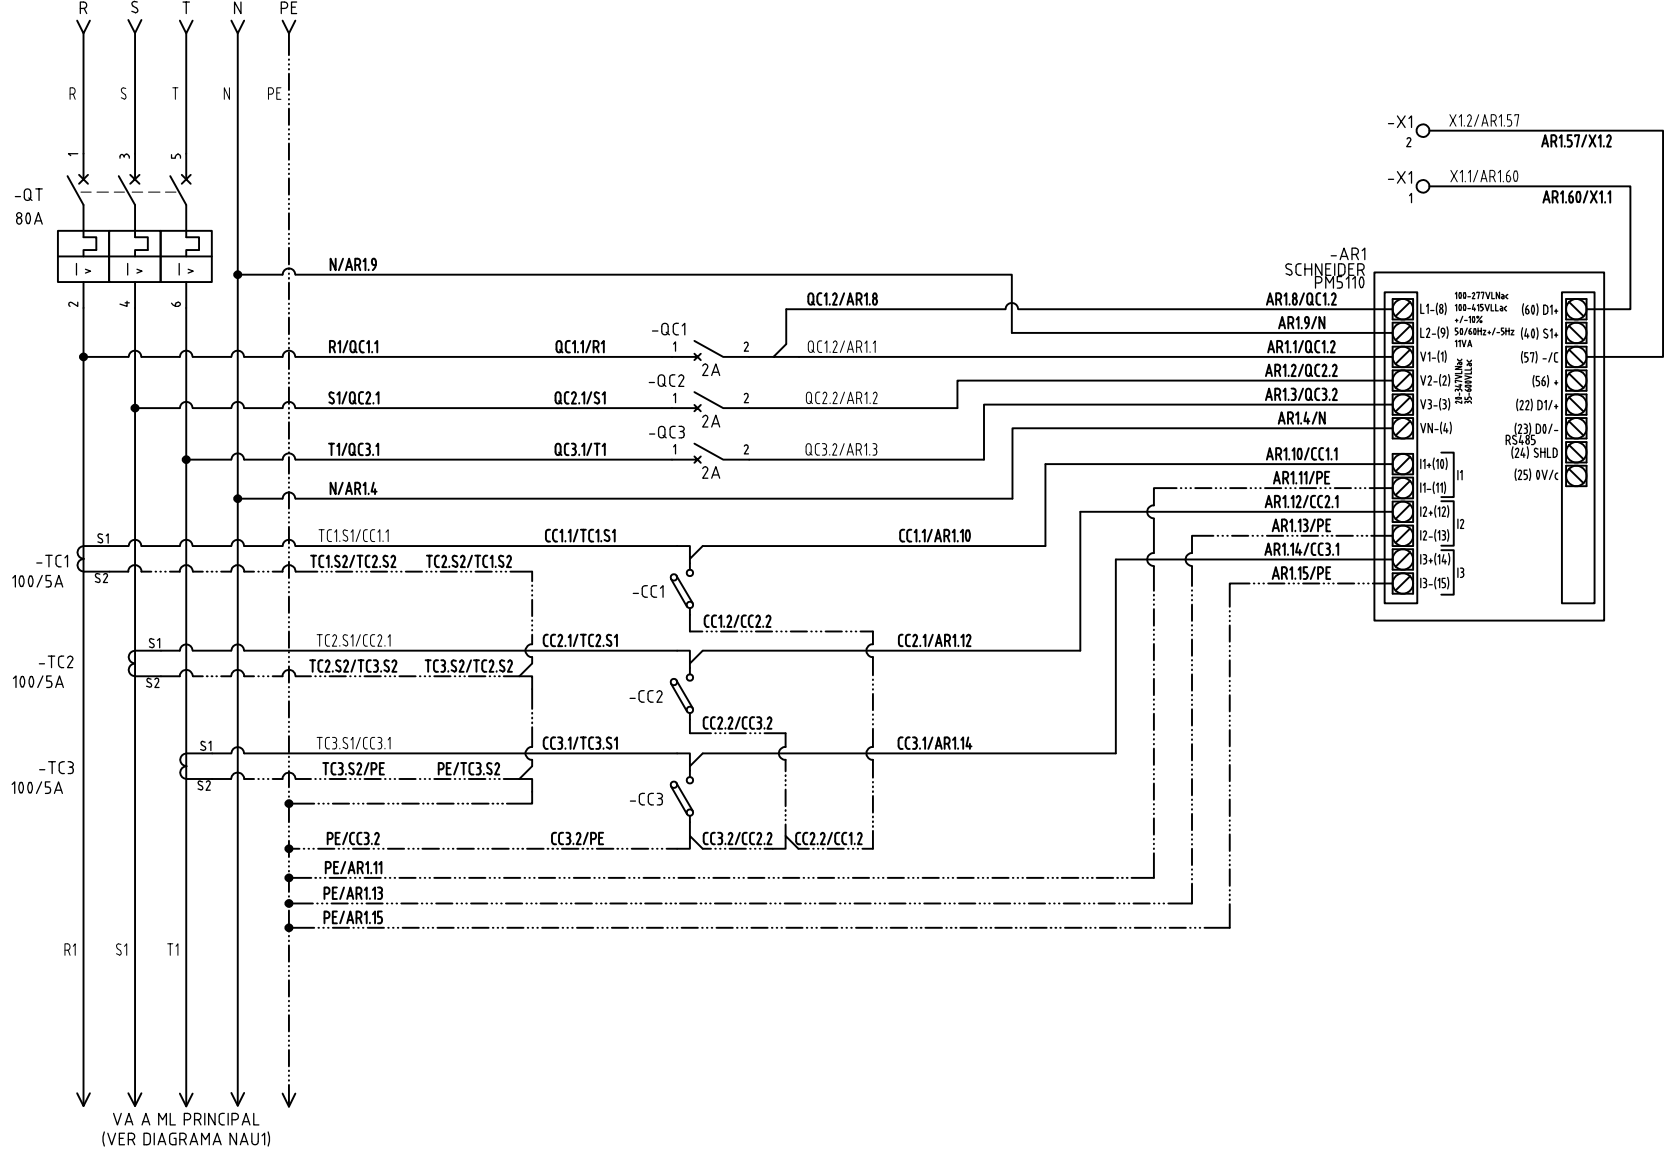 R S T N PE
R S T N PE
1 3 5
-QT
80A
I > I > I >
2 4 6
-X1
2
X1.2/AR1.57
AR1.57/X1.2
-X1
1
X1.1/AR1.60
AR1.60/X1.1
-AR1
SCHNEIDER
PM5110
N/AR1.9
QC1.2/AR1.8
AR1.8/QC1.2
AR1.9/N
-QC1
R1/QC1.1
QC1.1/R1
1 2
2A
QC1.2/AR1.1
AR1.1/QC1.2
-QC2
S1/QC2.1
QC2.1/S1
1 2
2A
QC2.2/AR1.2
AR1.2/QC2.2
-QC3
T1/QC3.1
QC3.1/T1
1 2
2A
QC3.2/AR1.3
AR1.3/QC3.2
N/AR1.4
AR1.4/N
L1-(8)
L2-(9)
V1-(1)
V2-(2)
V3-(3)
VN-(4)
I1+(10)
I1-(11)
I1
I2+(12)
I2-(13)
I2
I3+(14)
I3-(15)
I3
100-277VLNac
100-415VLLac
+/-10%
50/60Hz+/-5Hz
11VA
20-347VLNac
35-600VLLac
(60) D1+
(40) S1+
(57) -/C
(56) +
(22) D1/+
(23) D0/-
RS485
(24) SHLD
(25) 0V/c
AR1.10/CC1.1
AR1.11/PE
AR1.12/CC2.1
AR1.13/PE
AR1.14/CC3.1
AR1.15/PE
-TC1
100/5A
S1
S2
TC1.S1/CC1.1
CC1.1/TC1.S1
CC1.1/AR1.10
TC1.S2/TC2.S2
TC2.S2/TC1.S2
-CC1
CC1.2/CC2.2
-TC2
100/5A
S1
S2
TC2.S1/CC2.1
CC2.1/TC2.S1
CC2.1/AR1.12
TC2.S2/TC3.S2
TC3.S2/TC2.S2
-CC2
CC2.2/CC3.2
-TC3
100/5A
S1
S2
TC3.S1/CC3.1
CC3.1/TC3.S1
CC3.1/AR1.14
TC3.S2/PE
PE/TC3.S2
-CC3
PE/CC3.2
CC3.2/PE
CC3.2/CC2.2
CC2.2/CC1.2
PE/AR1.11
PE/AR1.13
PE/AR1.15
R1 S1 T1
VA A ML PRINCIPAL
(VER DIAGRAMA NAU1)